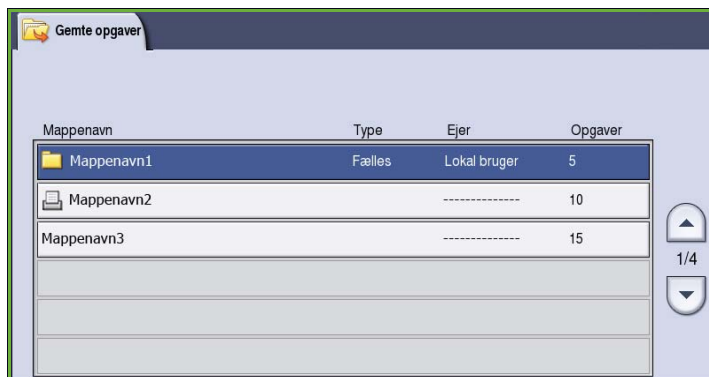 Gemte opgaver
Mappenavn Type Ejer Opgaver
Mappenavn1 Fælles Lokal bruger 5
Mappenavn2 -------------- 10
Mappenavn3 -------------- 15
1/4